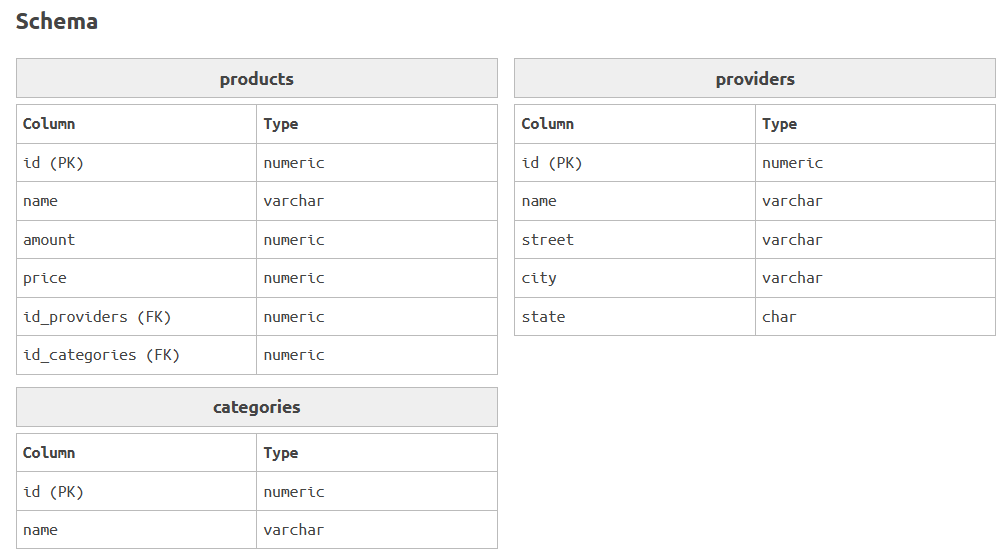 Schema
products
Column Type
id (PK) numeric
name varchar
amount numeric
price numeric
id_providers (FK) numeric
id_categories (FK) numeric
providers
Column Type
id (PK) numeric
name varchar
street varchar
city varchar
state char
categories
Column Type
id (PK) numeric
name varchar